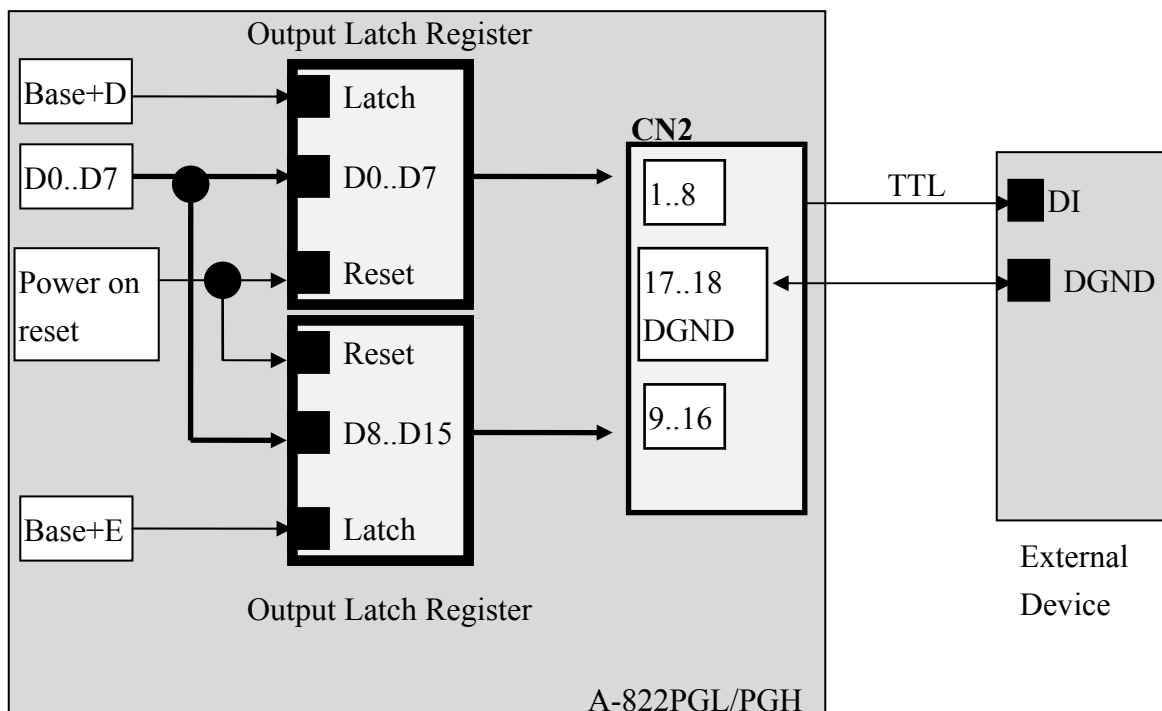 Output Latch Register
Base+D
Latch
CN2
D0..D7
D0..D7
1..8
TTL
DI
Power on
reset
Reset
17..18
DGND
DGND
Reset
D8..D15
9..16
Base+E
Latch
External
Device
Output Latch Register
A-822PGL/PGH